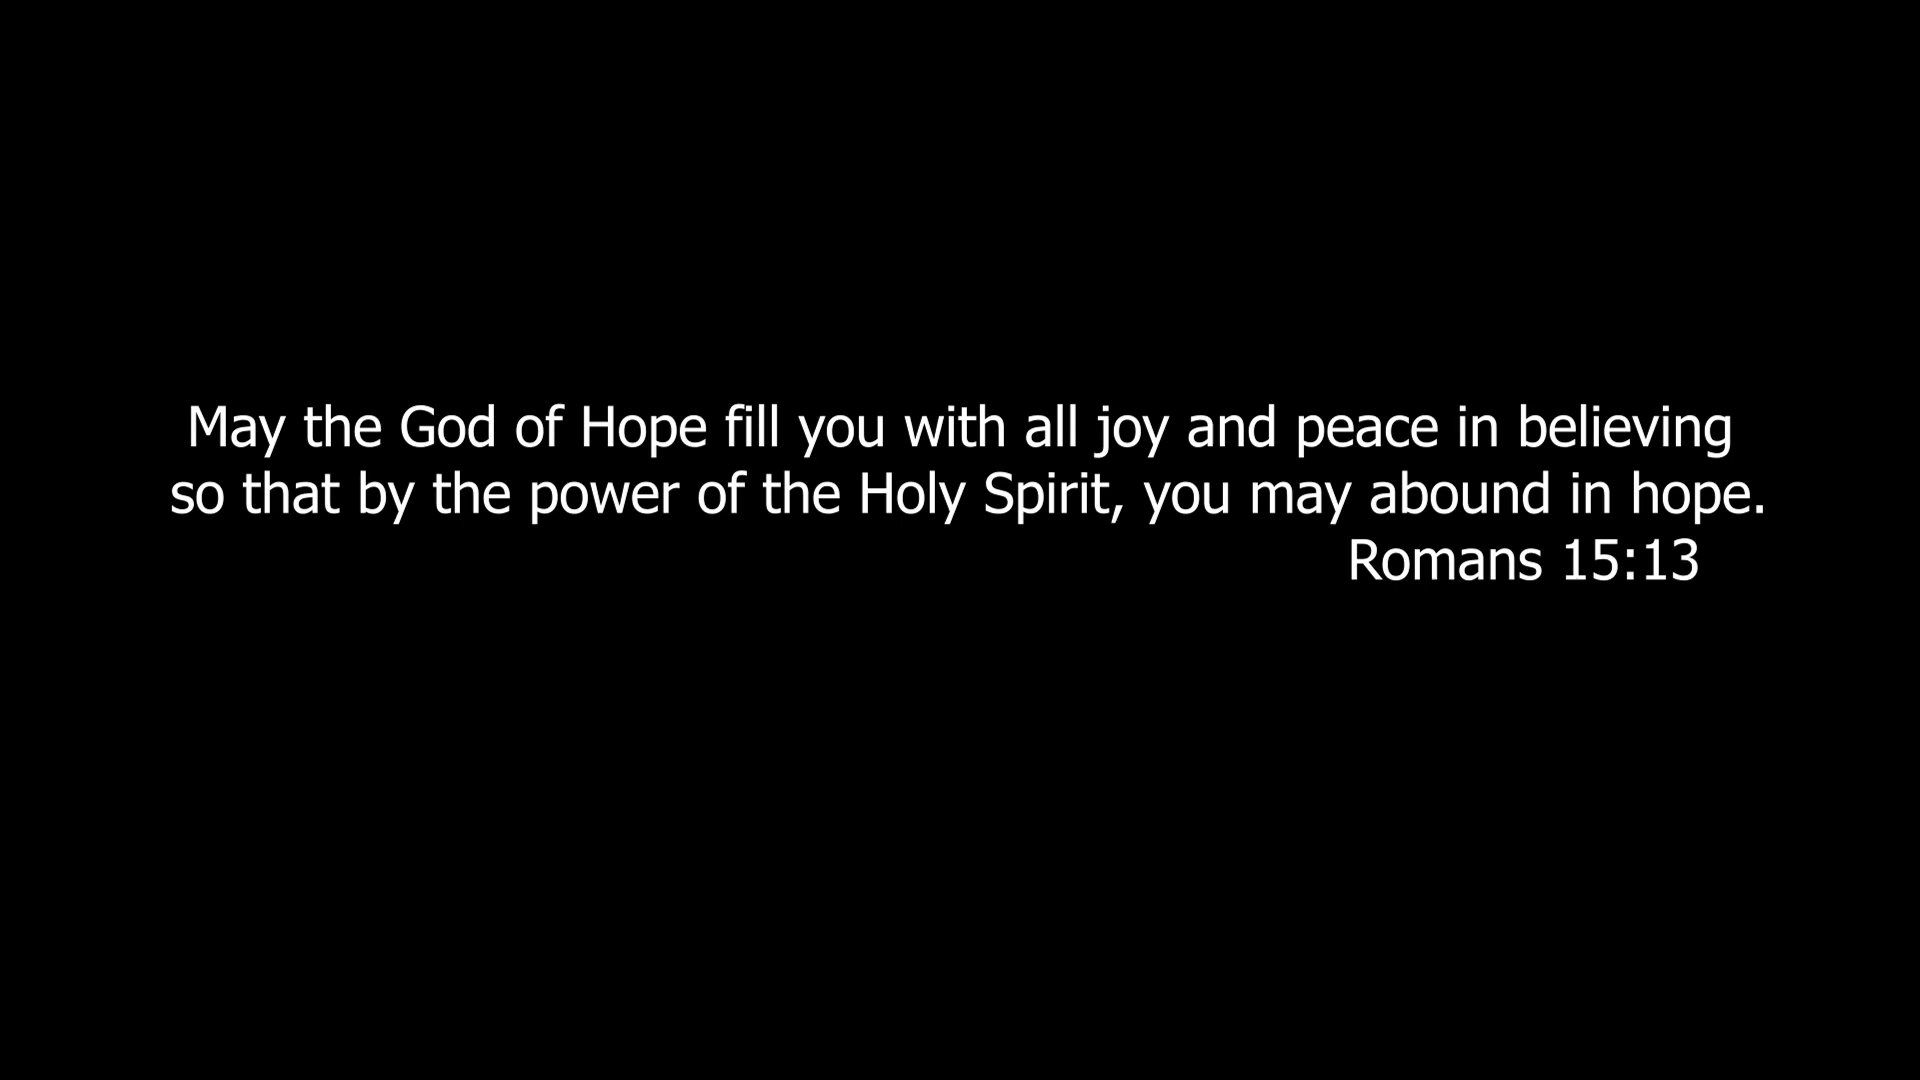 May the God of Hope fill you with all joy and peace in believing
so that by the power of the Holy Spirit, you may abound in hope.
Romans 15:13